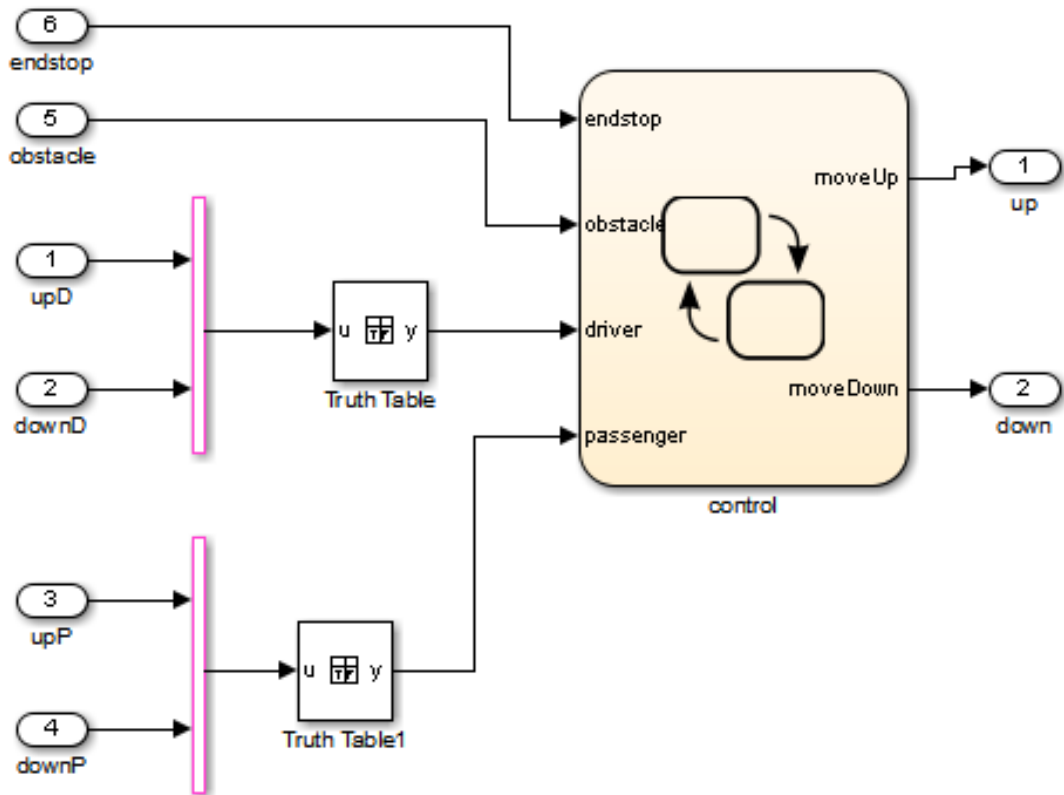 6
endstop
5
obstacle
1
upD
2
downD
u y
Truth Table
3
upP
4
downP
u y
Truth Table1
endstop
obstacle
driver
passenger
moveUp
moveDown
control
1
up
2
down